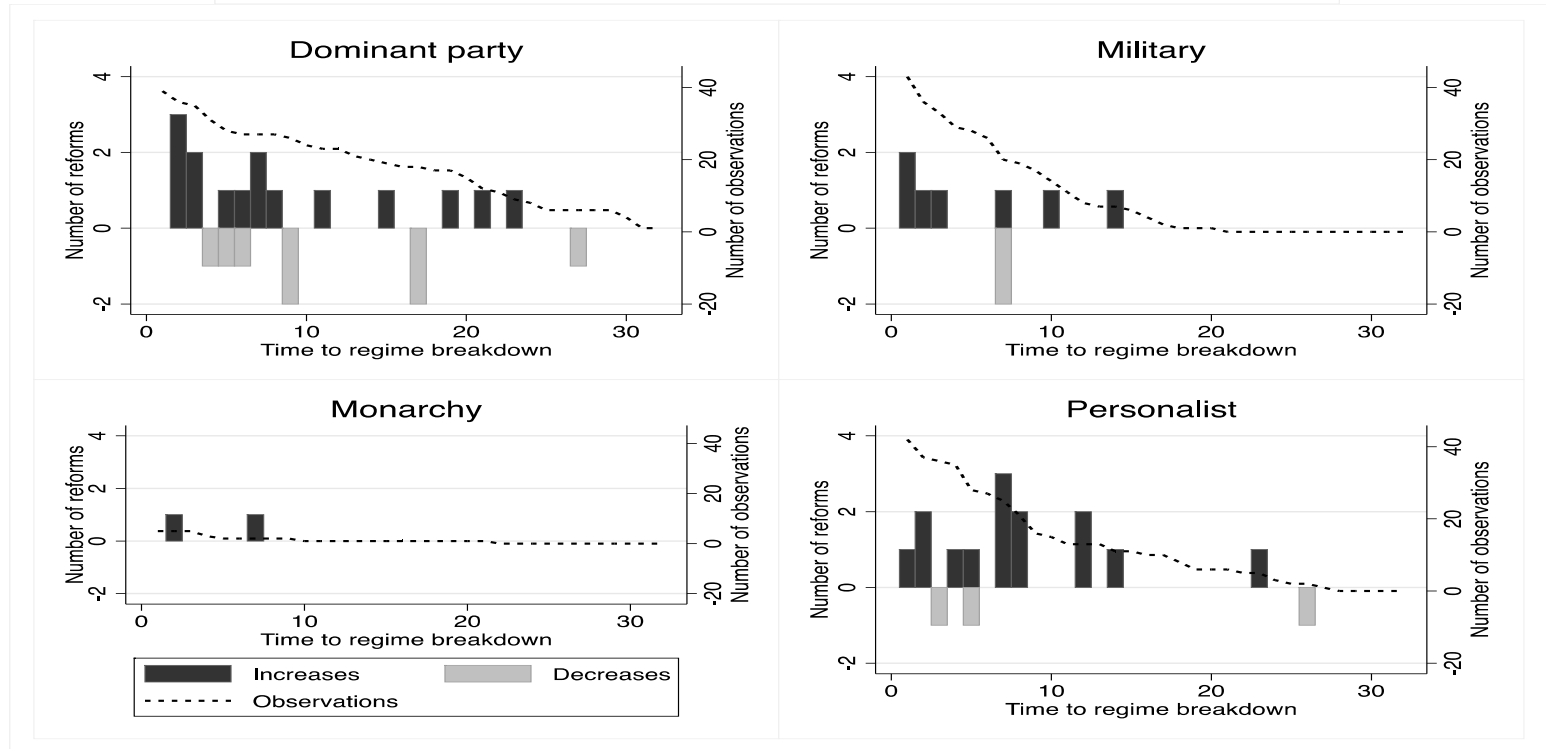 Dominant party
Number of reforms
4
2
0
-2
40
20
0
-20
Number of observations
0 10 20 30
Time to regime breakdown
Military
Number of reforms
4
2
0
-2
40
20
0
-20
Number of observations
0 10 20 30
Time to regime breakdown
Monarchy
Number of reforms
4
2
0
-2
40
20
0
-20
Number of observations
0 10 20 30
Time to regime breakdown
Increases Decreases
Observations
Personalist
Number of reforms
4
2
0
-2
40
20
0
-20
Number of observations
0 10 20 30
Time to regime breakdown